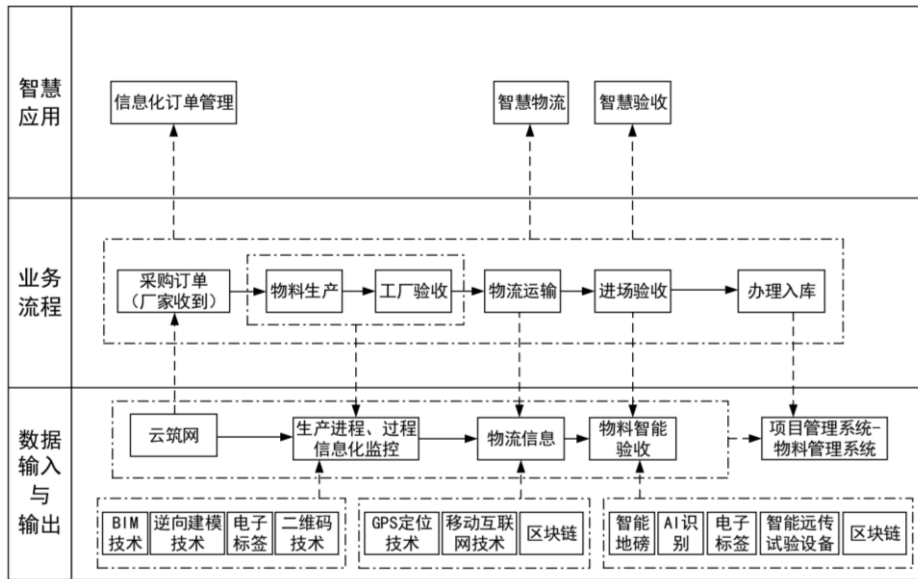 智慧
应用
信息化订单管理
智慧物流
智慧验收
业务
流程
采购订单
（厂家收到）
物料生产
工厂验收
物流运输
进场验收
办理入库
数据
输入
与
输出
云筑网
生产进程、过程
信息化监控
物流信息
物料智能
验收
项目管理系统-
物料管理系统
BIM
技术
逆向建模
技术
电子
标签
二维码
技术
GPS定位
技术
移动互联
网技术
区块链
智能
地磅
AI识
别
电子
标签
智能远传
试验设备
区块链